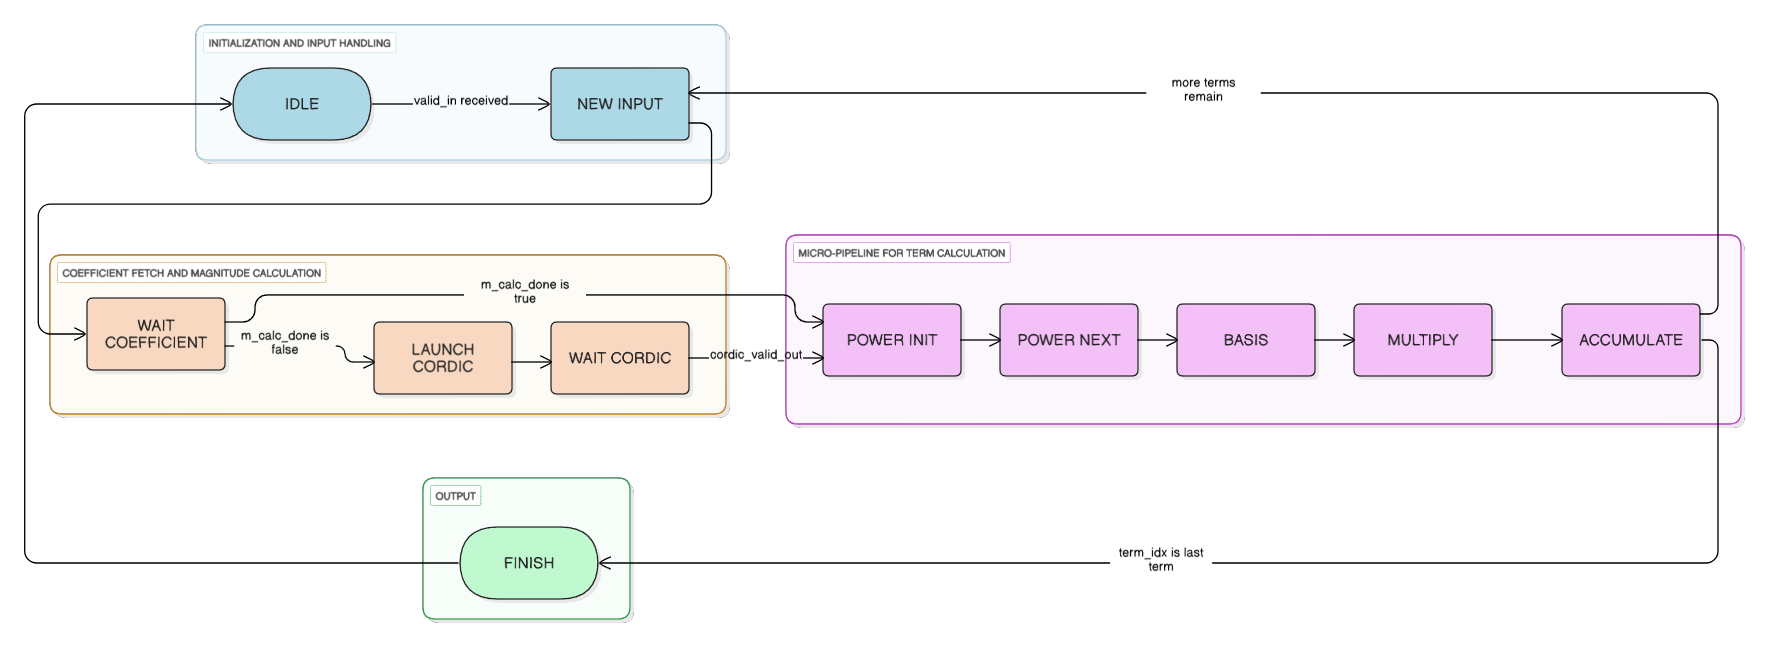 INITIALIZATION AND INPUT HANDLING
IDLE
valid_in received
NEW INPUT
more terms
remain
COEFFICIENT FETCH AND MAGNITUDE CALCULATION
WAIT
COEFFICIENT
m_calc_done is
true
m_calc_done is
false
LAUNCH
CORDIC
WAIT CORDIC
cordic_valid_out
MICRO-PIPELINE FOR TERM CALCULATION
POWER INIT
POWER NEXT
BASIS
MULTIPLY
ACCUMULATE
OUTPUT
FINISH
term_idx is last
term